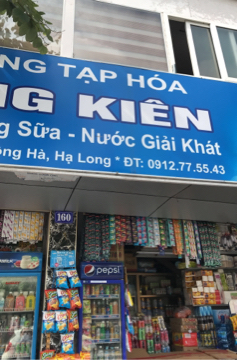 NG TẠP HÓA
NG KIÊN
g Sữa - Nước Giải Khát
ồng Hà, Hạ Long * ĐT: 0912.77.55.43
160
pepsi